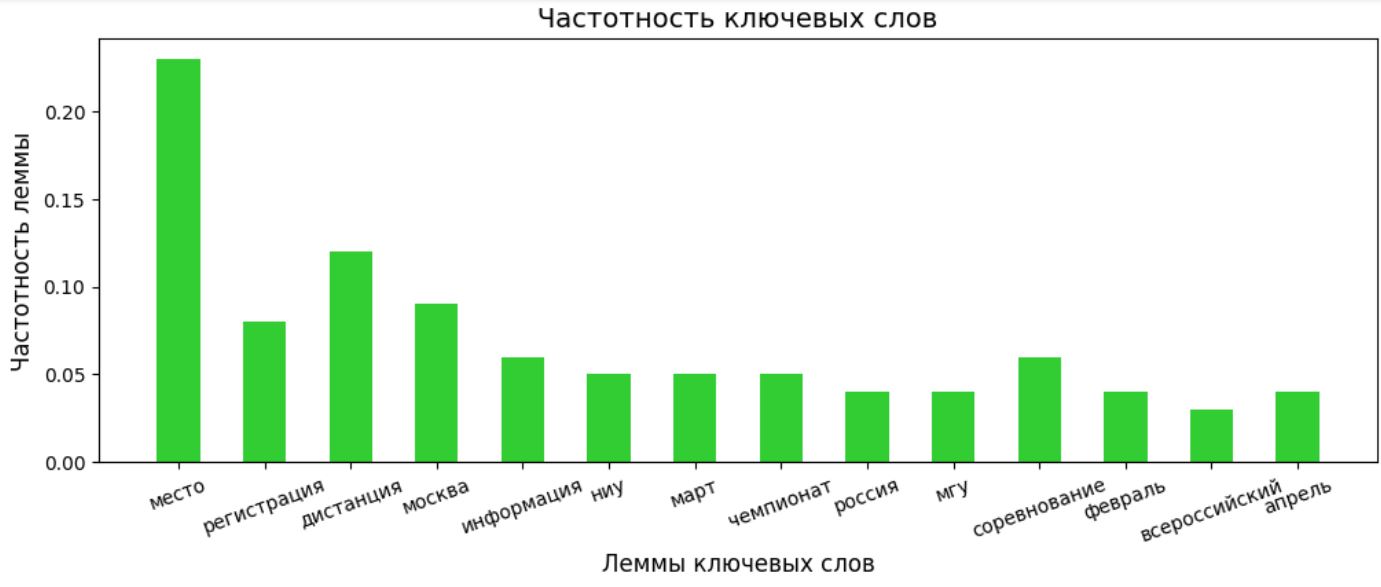 Частотность ключевых слов
Частотность леммы
0.20
0.15
0.10
0.05
0.00
место
регистрация
дистанция
москва
информация
ниу
март
чемпионат
россия
мгу
соревнование
февраль
всероссийский
апрель
Леммы ключевых слов